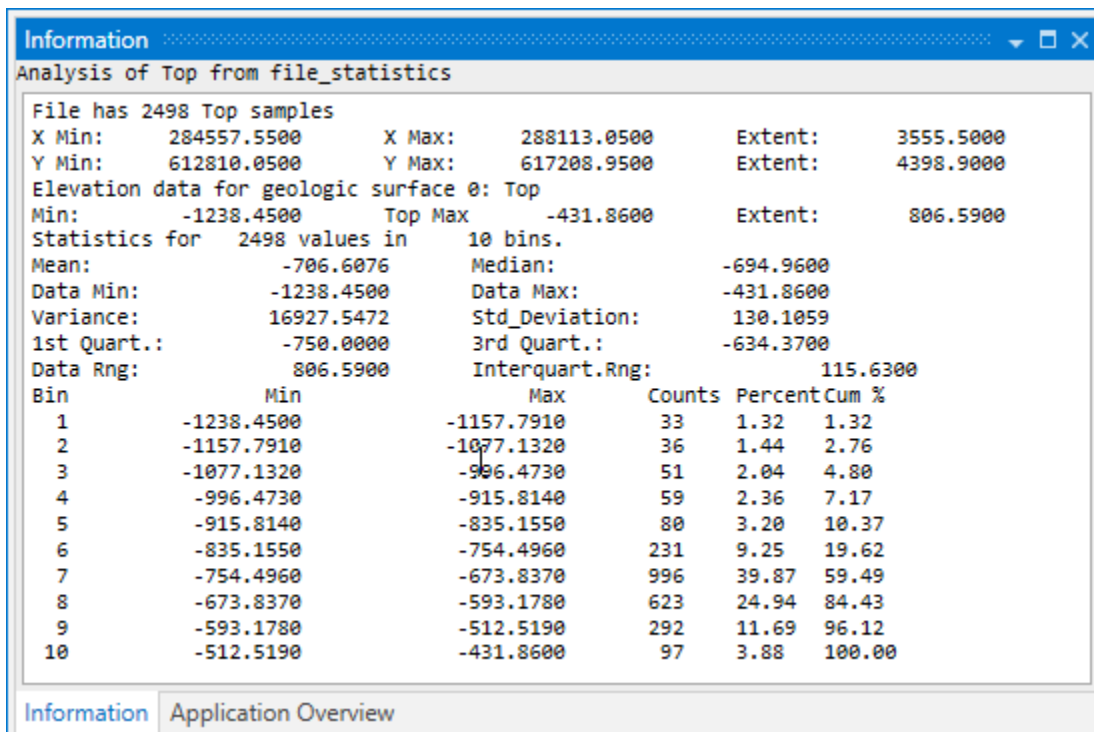 Information
Analysis of Top from file_statistics
File has 2498 Top samples
X Min: 284557.5500 X Max: 288113.0500 Extent: 3555.5000
Y Min: 612810.0500 Y Max: 617208.9500 Extent: 4398.9000
Elevation data for geologic surface 0: Top
Min: -1238.4500 Top Max -431.8600 Extent: 806.5900
Statistics for 2498 values in 10 bins.
Mean: -706.6076 Median: -694.9600
Data Min: -1238.4500 Data Max: -431.8600
Variance: 16927.5472 Std_Deviation: 130.1059
1st Quart.: -750.0000 3rd Quart.: -634.3700
Data Rng: 806.5900 Interquart.Rng: 115.6300
Bin Min Max Counts Percent Cum %
1 -1238.4500 -1157.7910 33 1.32 1.32
2 -1157.7910 -1077.1320 36 1.44 2.76
3 -1077.1320 -996.4730 51 2.04 4.80
4 -996.4730 -915.8140 59 2.36 7.17
5 -915.8140 -835.1550 80 3.20 10.37
6 -835.1550 -754.4960 231 9.25 19.62
7 -754.4960 -673.8370 996 39.87 59.49
8 -673.8370 -593.1780 623 24.94 84.43
9 -593.1780 -512.5190 292 11.69 96.12
10 -512.5190 -431.8600 97 3.88 100.00
Information Application Overview